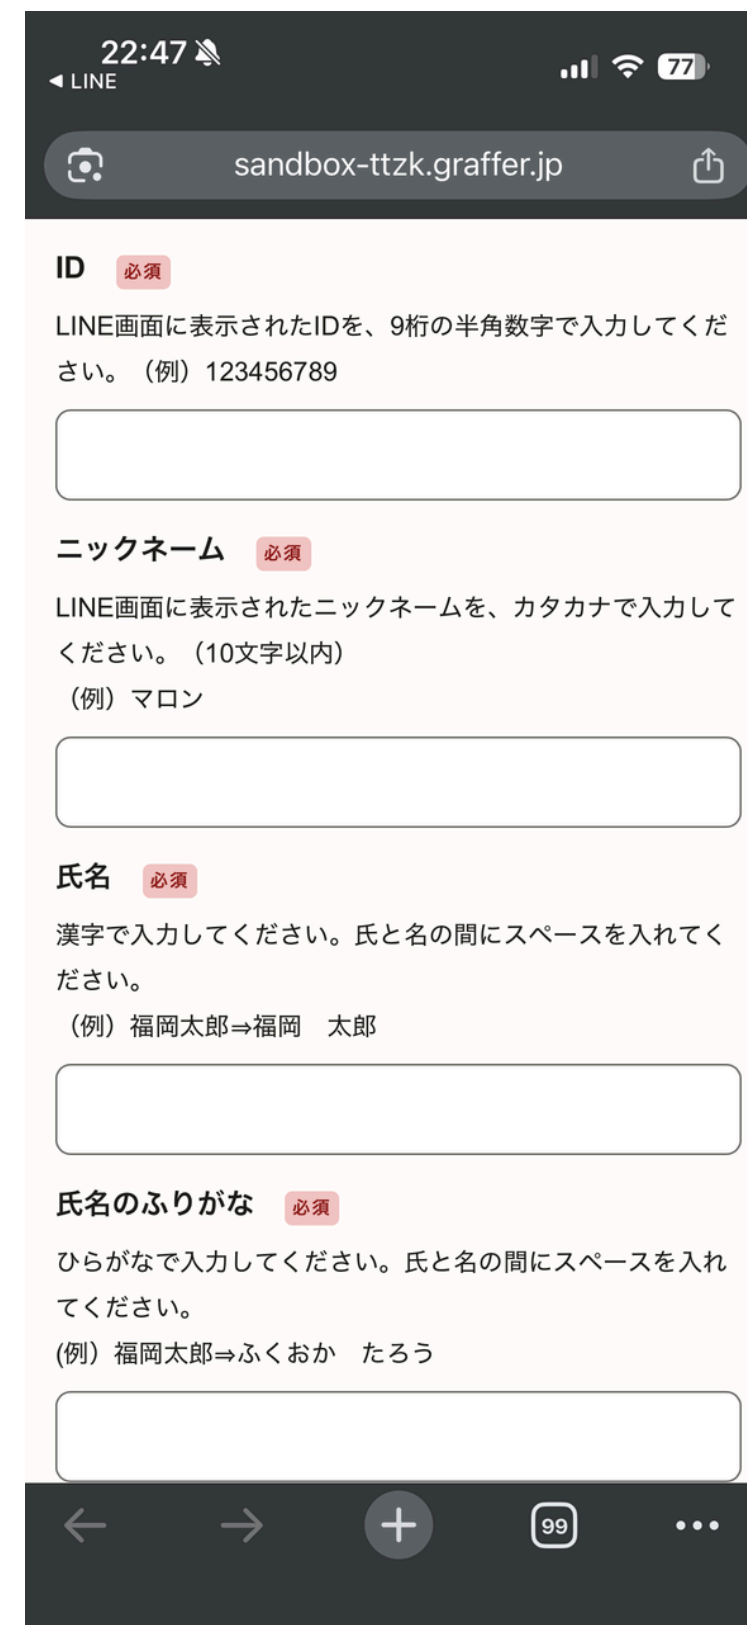 22:47
◀ LINE
77
sandbox-ttzk.graffer.jp
ID 必須
LINE画面に表示されたIDを、9桁の半角数字で入力してくだ
さい。（例）123456789
ニックネーム 必須
LINE画面に表示されたニックネームを、カタカナで入力して
ください。（10文字以内）
（例）マロン
氏名 必須
漢字で入力してください。氏と名の間にスペースを入れてく
ださい。
（例）福岡太郎⇒福岡　太郎
氏名のふりがな 必須
ひらがなで入力してください。氏と名の間にスペースを入れ
てください。
(例）福岡太郎⇒ふくおか　たろう
99